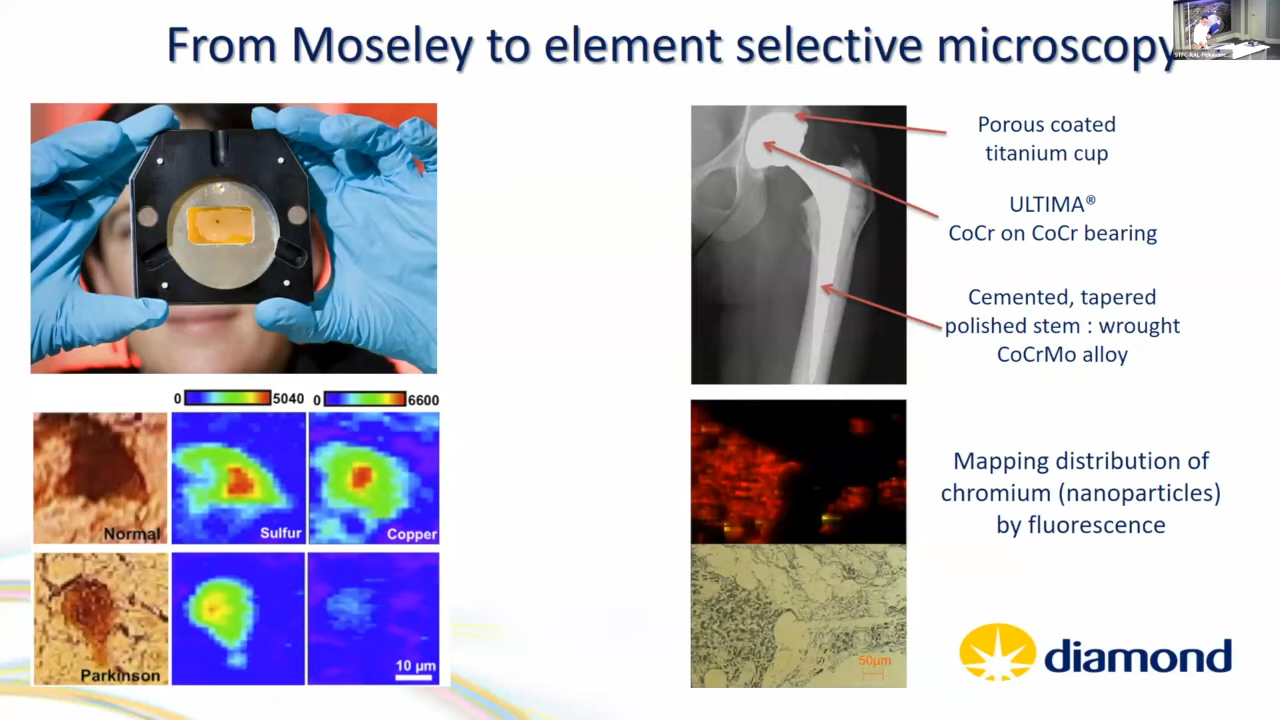 From Moseley to element selective microscopy
Porous coated
titanium cup
ULTIMA®
CoCr on CoCr bearing
Cemented, tapered
polished stem : wrought
CoCrMo alloy
0 5040 0 6600
Normal Sulfur Copper
Parkinson 10 µm
Mapping distribution of
chromium (nanoparticles)
by fluorescence
50µm
diamond